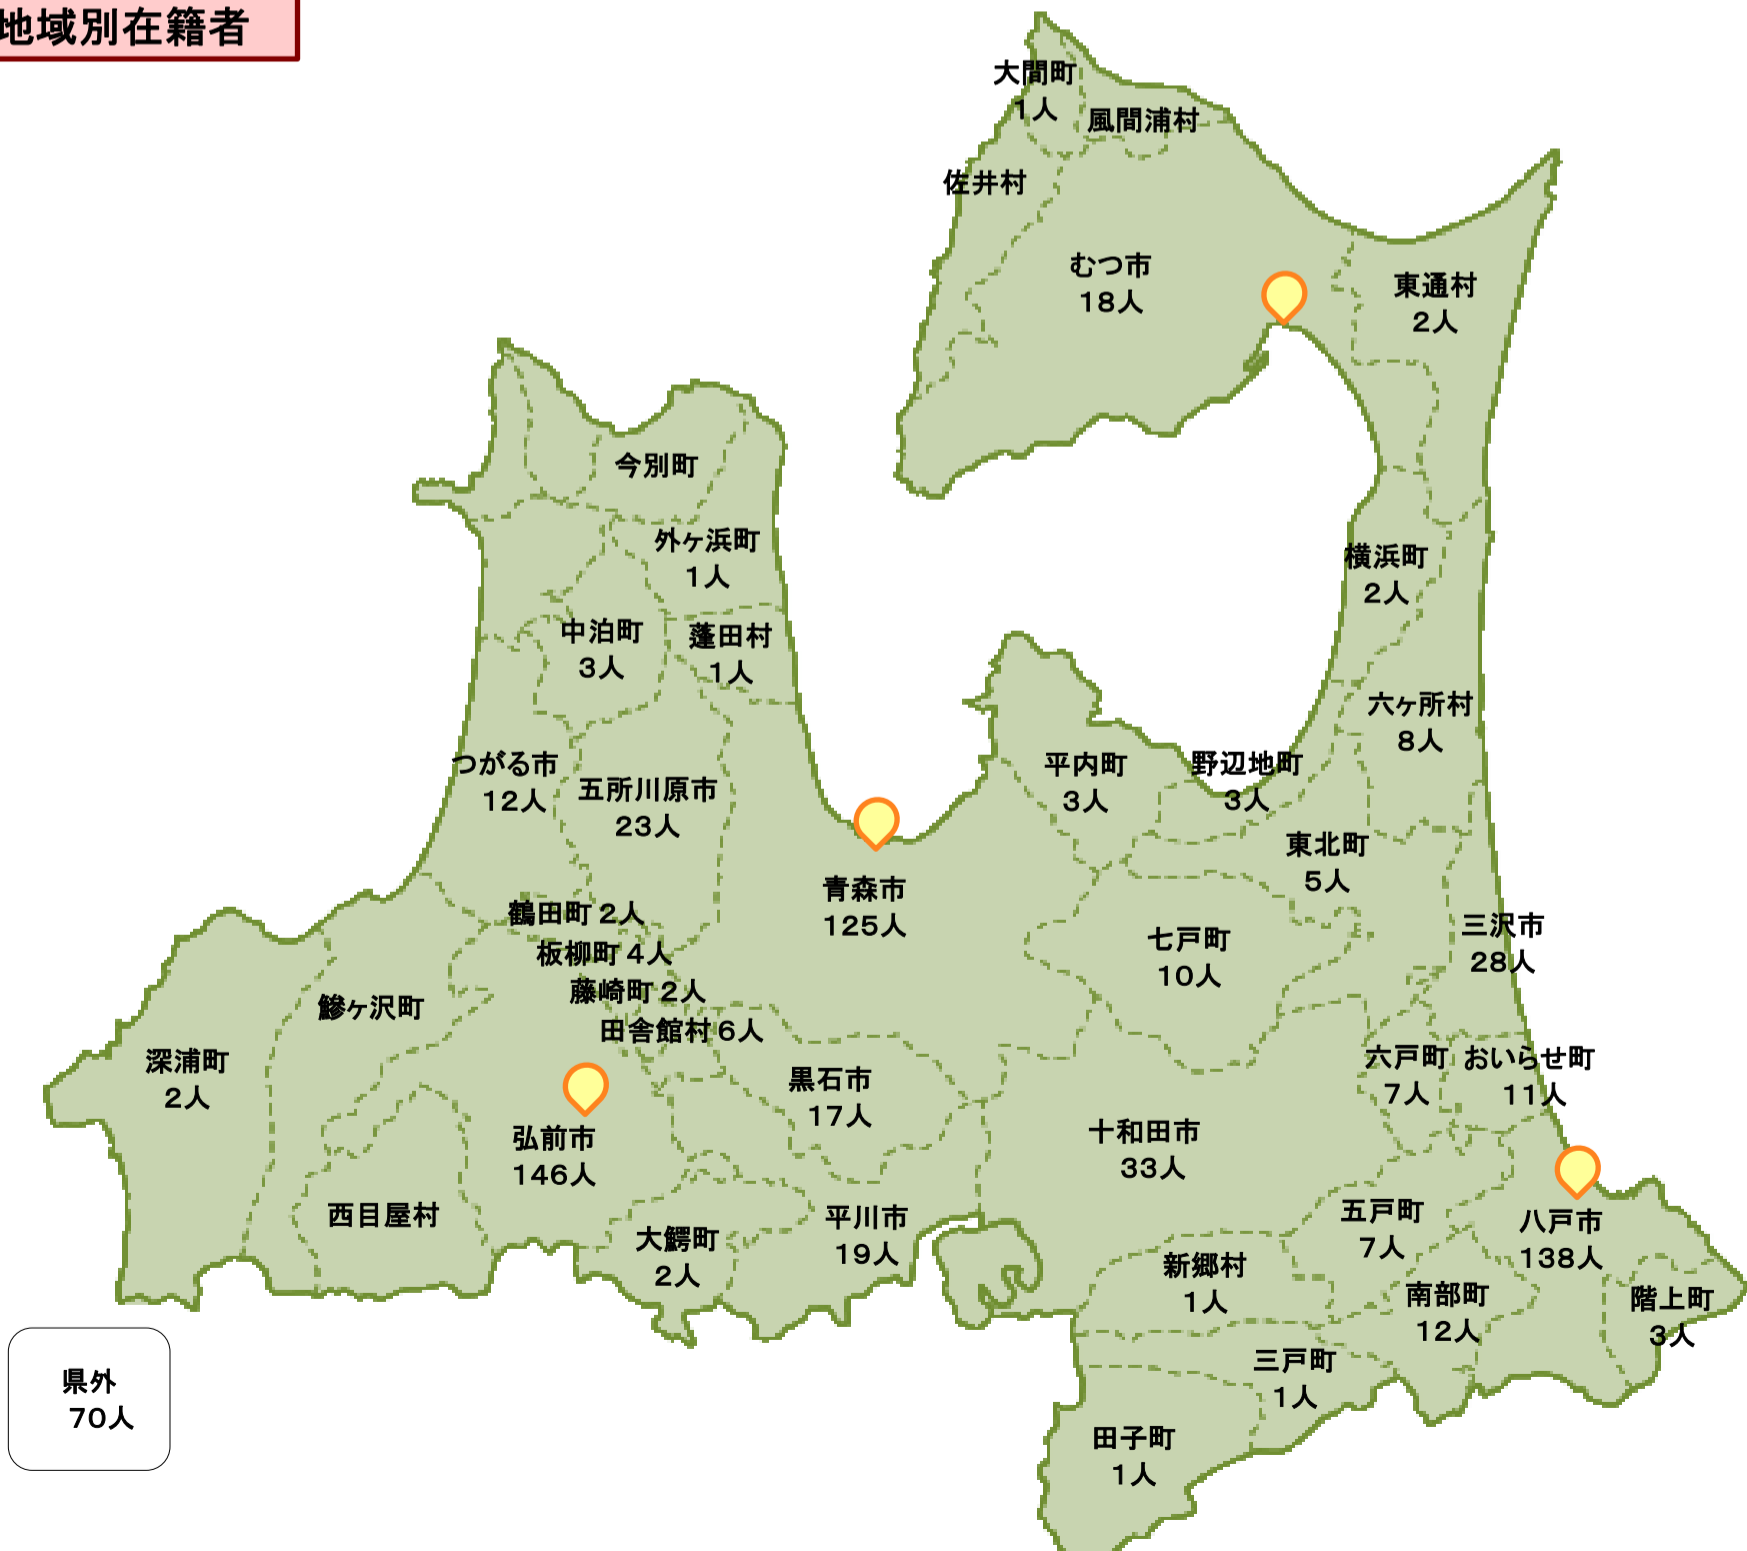 地域別在籍者
大間町
1人
風間浦村
佐井村
むつ市
18人
東通村
2人
今別町
外ヶ浜町
1人
横浜町
2人
中泊町
3人
蓬田村
1人
六ヶ所村
8人
つがる市
12人
五所川原市
23人
平内町
3人
野辺地町
3人
東北町
5人
青森市
125人
鶴田町 2人
板柳町 4人
藤崎町 2人
田舎館村 6人
七戸町
10人
三沢市
28人
鰺ヶ沢町
深浦町
2人
黒石市
17人
六戸町
7人
おいらせ町
11人
弘前市
146人
十和田市
33人
西目屋村
大鰐町
2人
平川市
19人
五戸町
7人
八戸市
138人
新郷村
1人
南部町
12人
階上町
3人
三戸町
1人
田子町
1人
県外
70人